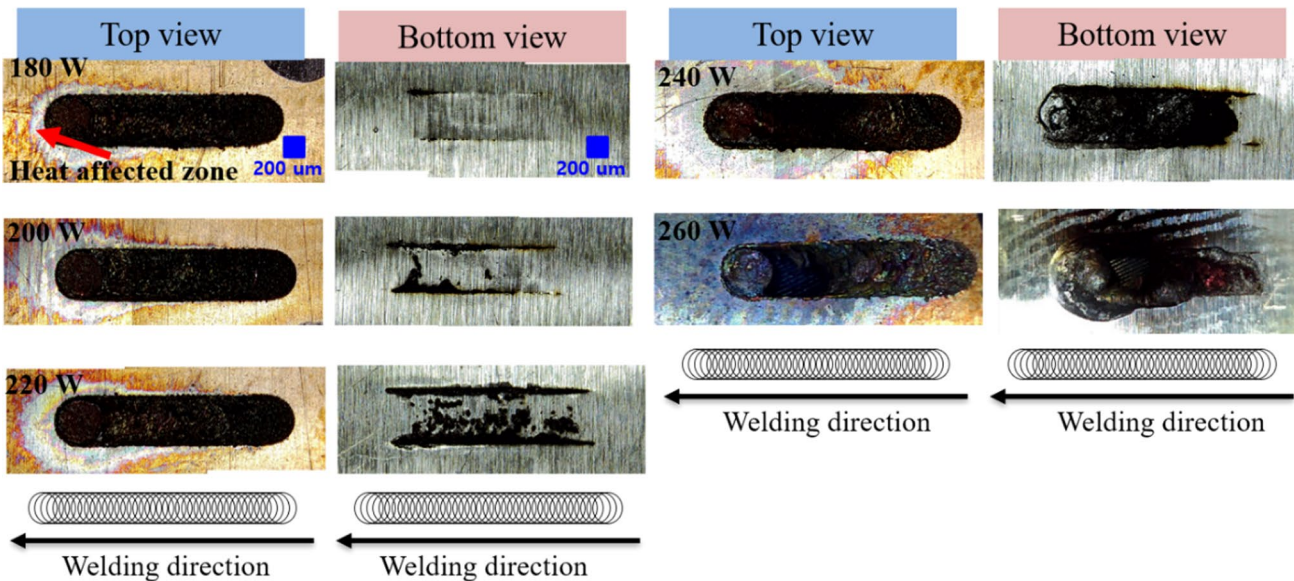 Top view
Bottom view
Top view
Bottom view
180 W
Heat affected zone
200 um
200 um
240 W
200 W
260 W
220 W
Welding direction
Welding direction
Welding direction
Welding direction